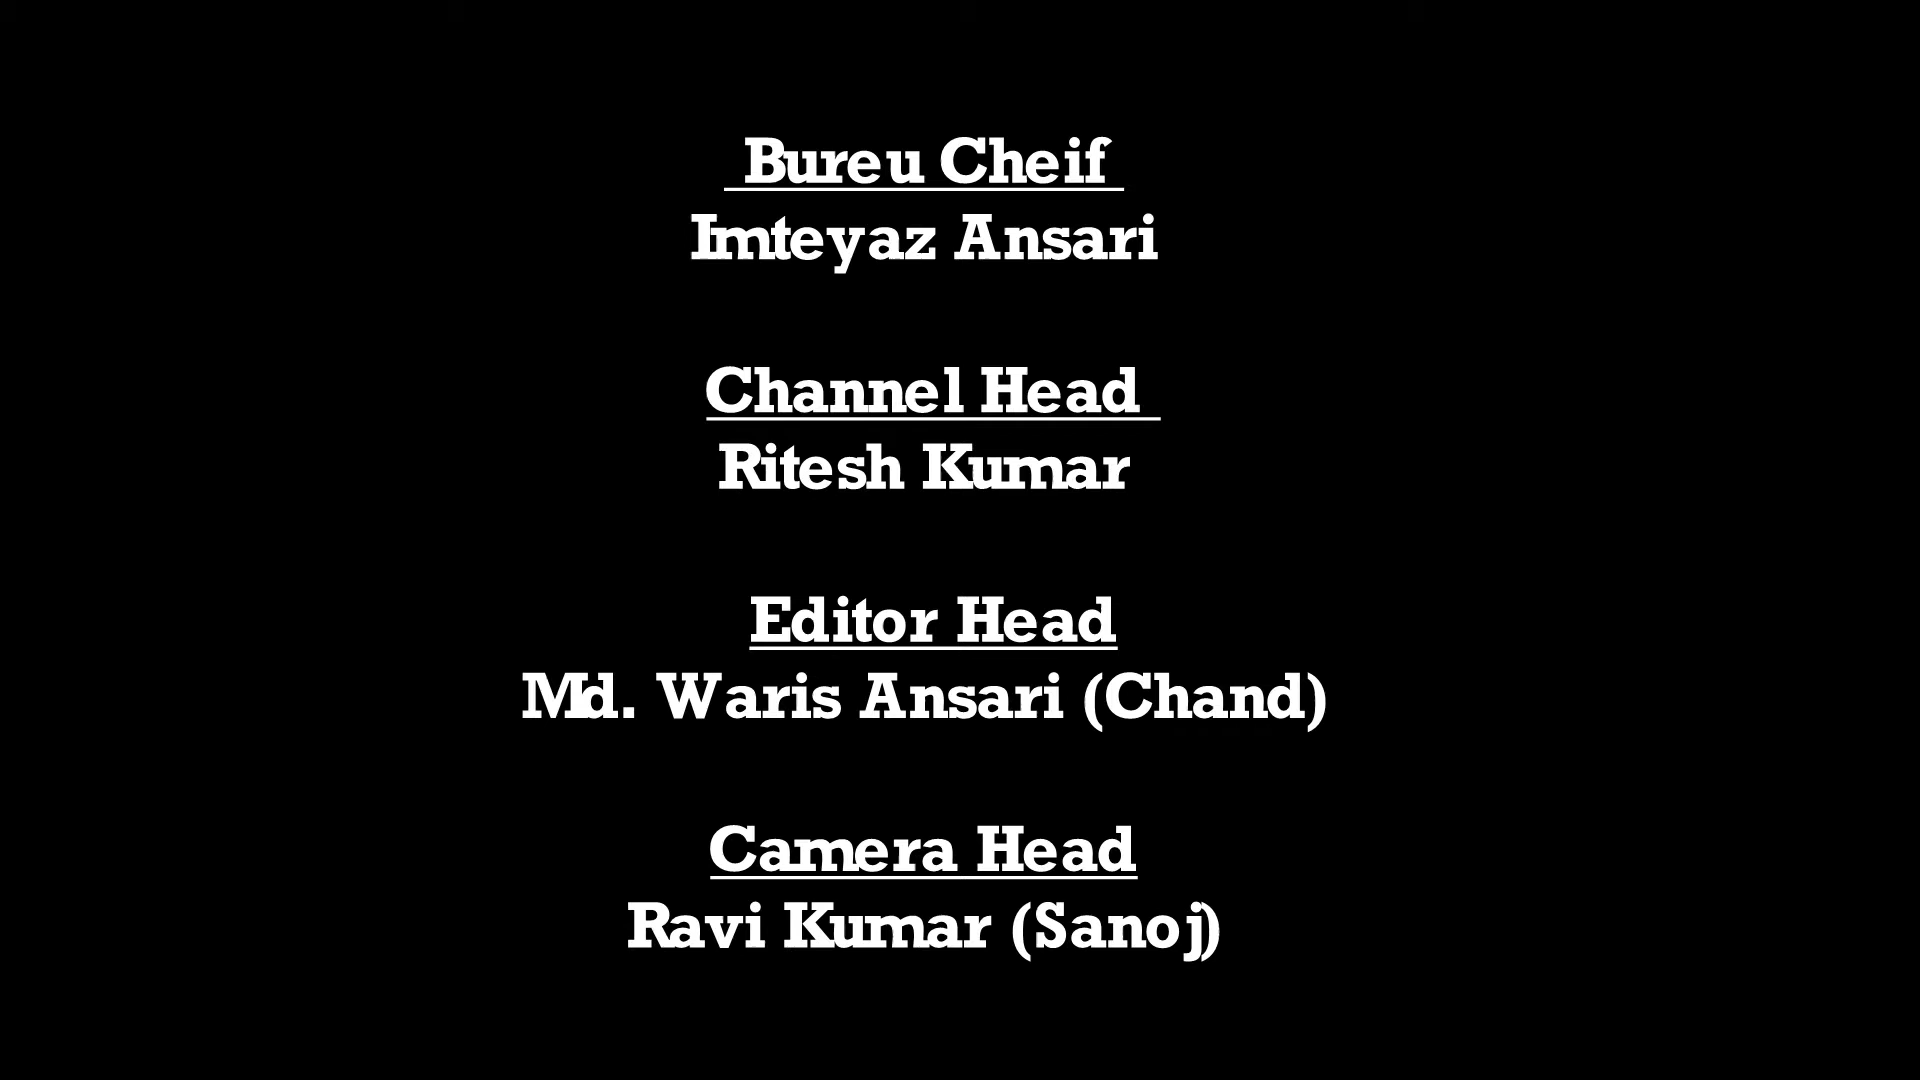 Bureu Cheif
Imteyaz Ansari
Channel Head
Ritesh Kumar
Editor Head
Md. Waris Ansari (Chand)
Camera Head
Ravi Kumar (Sanoj)